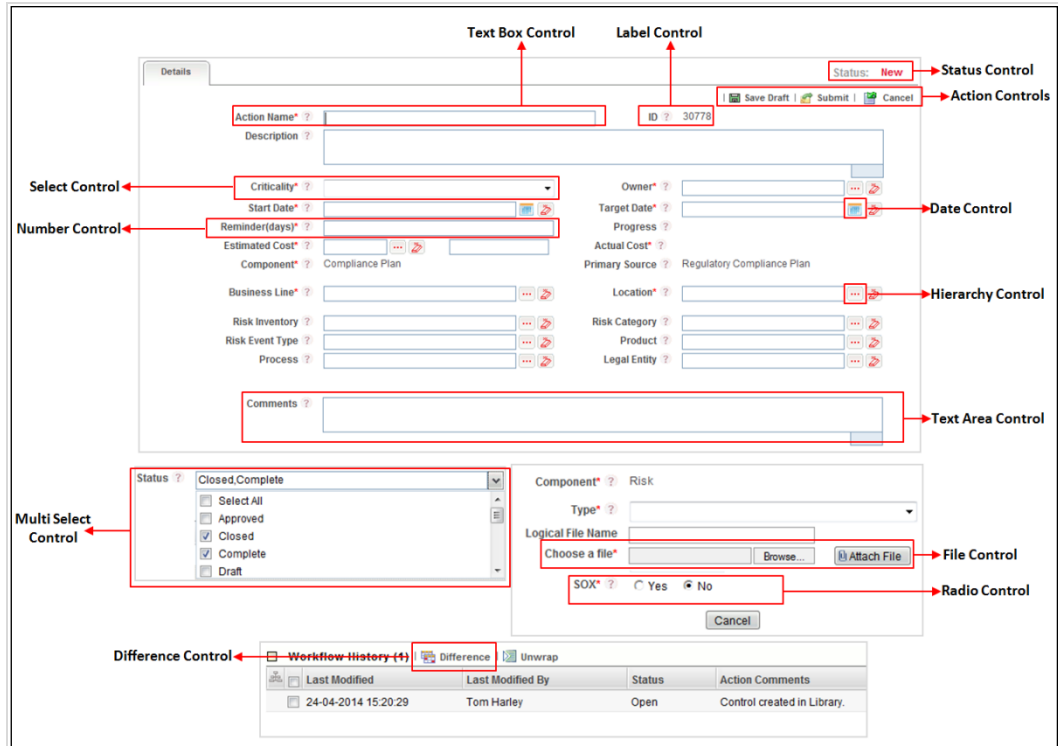 Text Box Control Label Control
Details Status: New Status Control
| Save Draft | Submit | Cancel Action Controls
Action Name* ? ID ? 30778
Description ?
Select Control Criticality* ? Owner* ? ...
Start Date* ? Target Date* ? Date Control
Number Control Reminder(days)* ? Progress ?
Estimated Cost* ? ... Actual Cost* ?
Component* ? Compliance Plan Primary Source ? Regulatory Compliance Plan
Business Line* ? ... Location* ? ... Hierarchy Control
Risk Inventory ? ... Risk Category ? ...
Risk Event Type ? ... Product ? ...
Process ? ... Legal Entity ? ...
Comments ?
Text Area Control
Status ? Closed,Complete
Select All
Approved
Closed
Complete
Draft
Multi Select
Control
Component* ? Risk
Type* ?
Logical File Name
Choose a file* Browse... Attach File File Control
SOX* ? Yes No Radio Control
Cancel
Difference Control Workflow History (1) | Difference | Unwrap
Last Modified Last Modified By Status Action Comments
24-04-2014 15:20:29 Tom Harley Open Control created in Library.